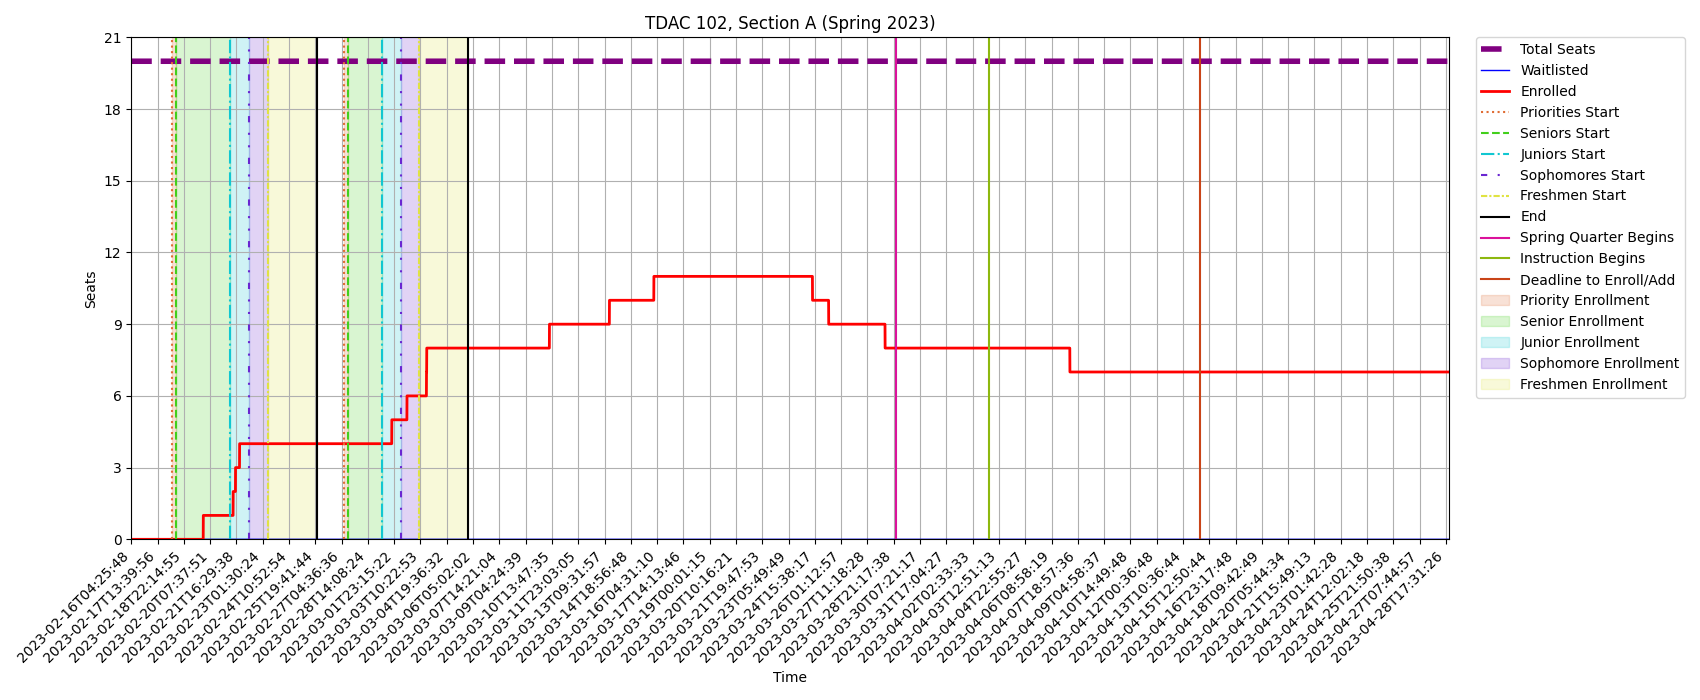 TDAC 102, Section A (Spring 2023)
21
18
15
12
9
6
3
0
Seats
2023-02-16T04:25:48
2023-02-17T13:39:56
2023-02-18T22:14:55
2023-02-20T07:37:51
2023-02-21T16:29:38
2023-02-23T01:30:24
2023-02-24T10:52:54
2023-02-25T19:41:44
2023-02-27T04:36:36
2023-02-28T14:08:24
2023-03-01T23:15:22
2023-03-03T10:22:53
2023-03-04T19:36:32
2023-03-06T05:02:02
2023-03-07T14:21:04
2023-03-09T04:24:39
2023-03-10T13:47:35
2023-03-11T23:03:05
2023-03-13T09:31:57
2023-03-14T18:56:48
2023-03-16T04:31:10
2023-03-17T14:13:46
2023-03-19T00:01:15
2023-03-20T10:16:21
2023-03-21T19:47:53
2023-03-23T05:49:49
2023-03-24T15:38:17
2023-03-26T01:12:57
2023-03-27T11:18:28
2023-03-28T21:17:38
2023-03-30T07:21:17
2023-03-31T17:04:27
2023-04-02T02:33:33
2023-04-03T12:51:13
2023-04-04T22:55:27
2023-04-06T08:58:19
2023-04-07T18:57:36
2023-04-09T04:58:37
2023-04-10T14:49:48
2023-04-12T00:36:48
2023-04-13T10:36:44
2023-04-15T12:50:44
2023-04-16T23:17:48
2023-04-18T09:42:49
2023-04-20T05:44:34
2023-04-21T15:49:13
2023-04-23T01:42:28
2023-04-24T12:02:18
2023-04-25T21:50:38
2023-04-27T07:44:57
2023-04-28T17:31:26
Time
Total Seats
Waitlisted
Enrolled
Priorities Start
Seniors Start
Juniors Start
Sophomores Start
Freshmen Start
End
Spring Quarter Begins
Instruction Begins
Deadline to Enroll/Add
Priority Enrollment
Senior Enrollment
Junior Enrollment
Sophomore Enrollment
Freshmen Enrollment